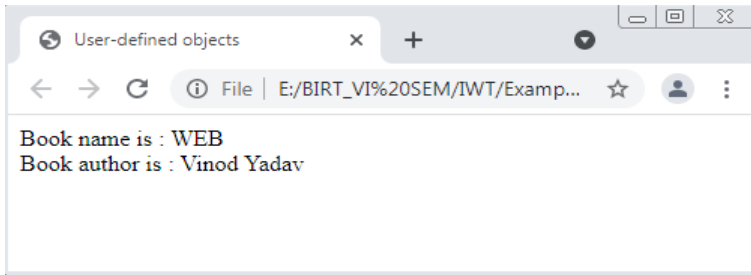 User-defined objects
File | E:/BIRT_VI%20SEM/IWT/Examp...
Book name is : WEB
Book author is : Vinod Yadav